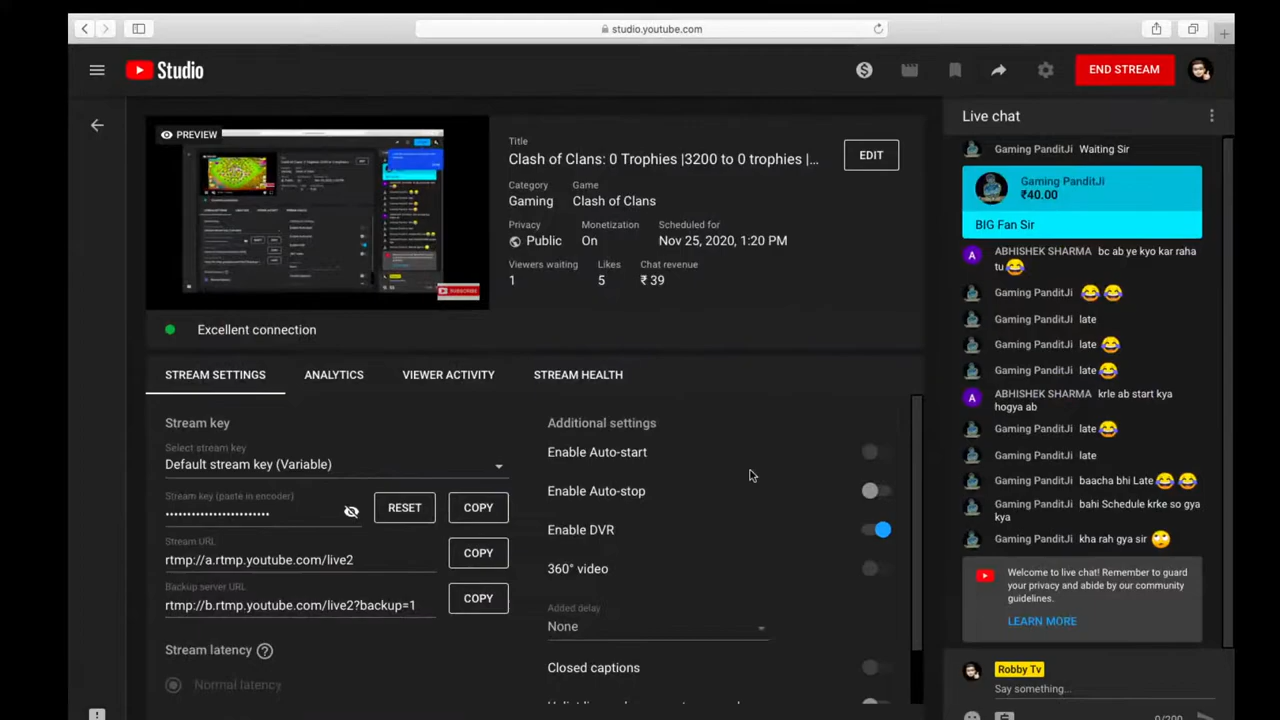 studio.youtube.com
Studio
END STREAM
PREVIEW
SUBSCRIBE
Title
Clash of Clans: 0 Trophies |3200 to 0 trophies |...
EDIT
Category
Game
Gaming
Clash of Clans
Privacy
Monetization
Scheduled for
Public
On
Nov 25, 2020, 1:20 PM
Viewers waiting
Likes
Chat revenue
1
5
₹ 39
Excellent connection
STREAM SETTINGS
ANALYTICS
VIEWER ACTIVITY
STREAM HEALTH
Stream key
Select stream key
Default stream key (Variable)
Stream key (paste in encoder)
••••••••••••••••••••••••
RESET
COPY
Stream URL
rtmp://a.rtmp.youtube.com/live2
COPY
Backup server URL
rtmp://b.rtmp.youtube.com/live2?backup=1
COPY
Stream latency
Normal latency
Additional settings
Enable Auto-start
Enable Auto-stop
Enable DVR
360° video
Added delay
None
Closed captions
Live chat
Gaming PanditJi Waiting Sir
Gaming PanditJi
₹40.00
BIG Fan Sir
A ABHISHEK SHARMA bc ab ye kyo kar raha
tu😂
Gaming PanditJi 😂 😂
Gaming PanditJi late
Gaming PanditJi late 😂
Gaming PanditJi late 😂
A ABHISHEK SHARMA krle ab start kya
hogya ab
Gaming PanditJi late 😂
Gaming PanditJi late
Gaming PanditJi baacha bhi Late 😂 😂
Gaming PanditJi bahi Schedule krke so gya
kya
Gaming PanditJi kha rah gya sir 🙄
Welcome to live chat! Remember to guard
your privacy and abide by our community
guidelines.
LEARN MORE
Robby Tv
Say something...
0/200